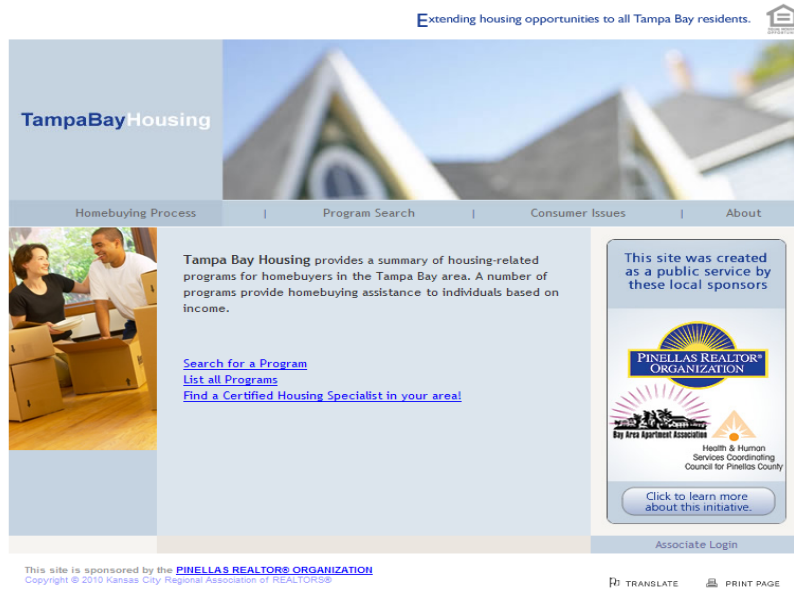 Extending housing opportunities to all Tampa Bay residents.
TampaBayHousing
Homebuying Process | Program Search | Consumer Issues | About
Tampa Bay Housing provides a summary of housing-related
programs for homebuyers in the Tampa Bay area. A number of
programs provide homebuying assistance to individuals based on
income.
Search for a Program
List all Programs
Find a Certified Housing Specialist in your area!
This site was created
as a public service by
these local sponsors
PINELLAS REALTOR®
ORGANIZATION
Bay Area Apartment Association
Health & Human
Services Coordinating
Council for Pinellas County
Click to learn more
about this initiative.
Associate Login
This site is sponsored by the PINELLAS REALTOR® ORGANIZATION
Copyright © 2010 Kansas City Regional Association of REALTORS®
TRANSLATE PRINT PAGE